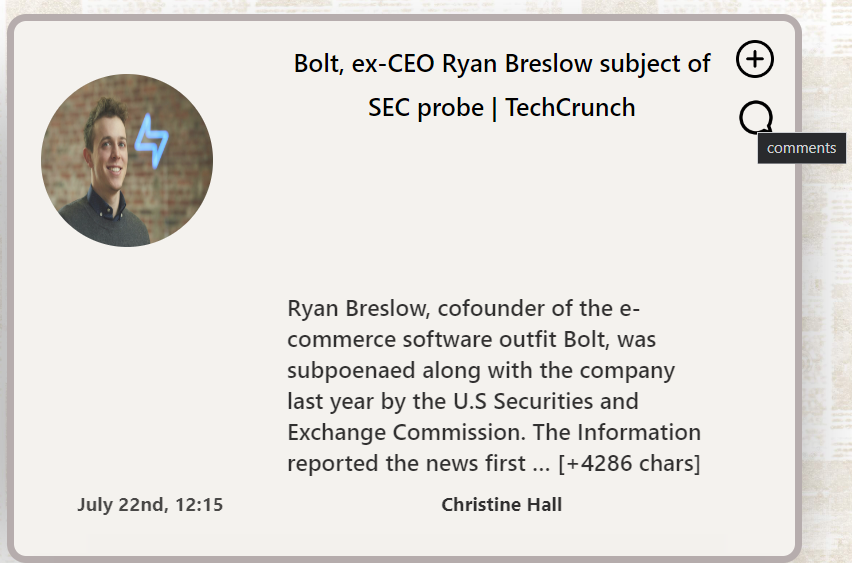 Bolt, ex-CEO Ryan Breslow subject of
SEC probe | TechCrunch
comments
Ryan Breslow, cofounder of the e-
commerce software outfit Bolt, was
subpoenaed along with the company
last year by the U.S Securities and
Exchange Commission. The Information
reported the news first ... [+4286 chars]
July 22nd, 12:15
Christine Hall